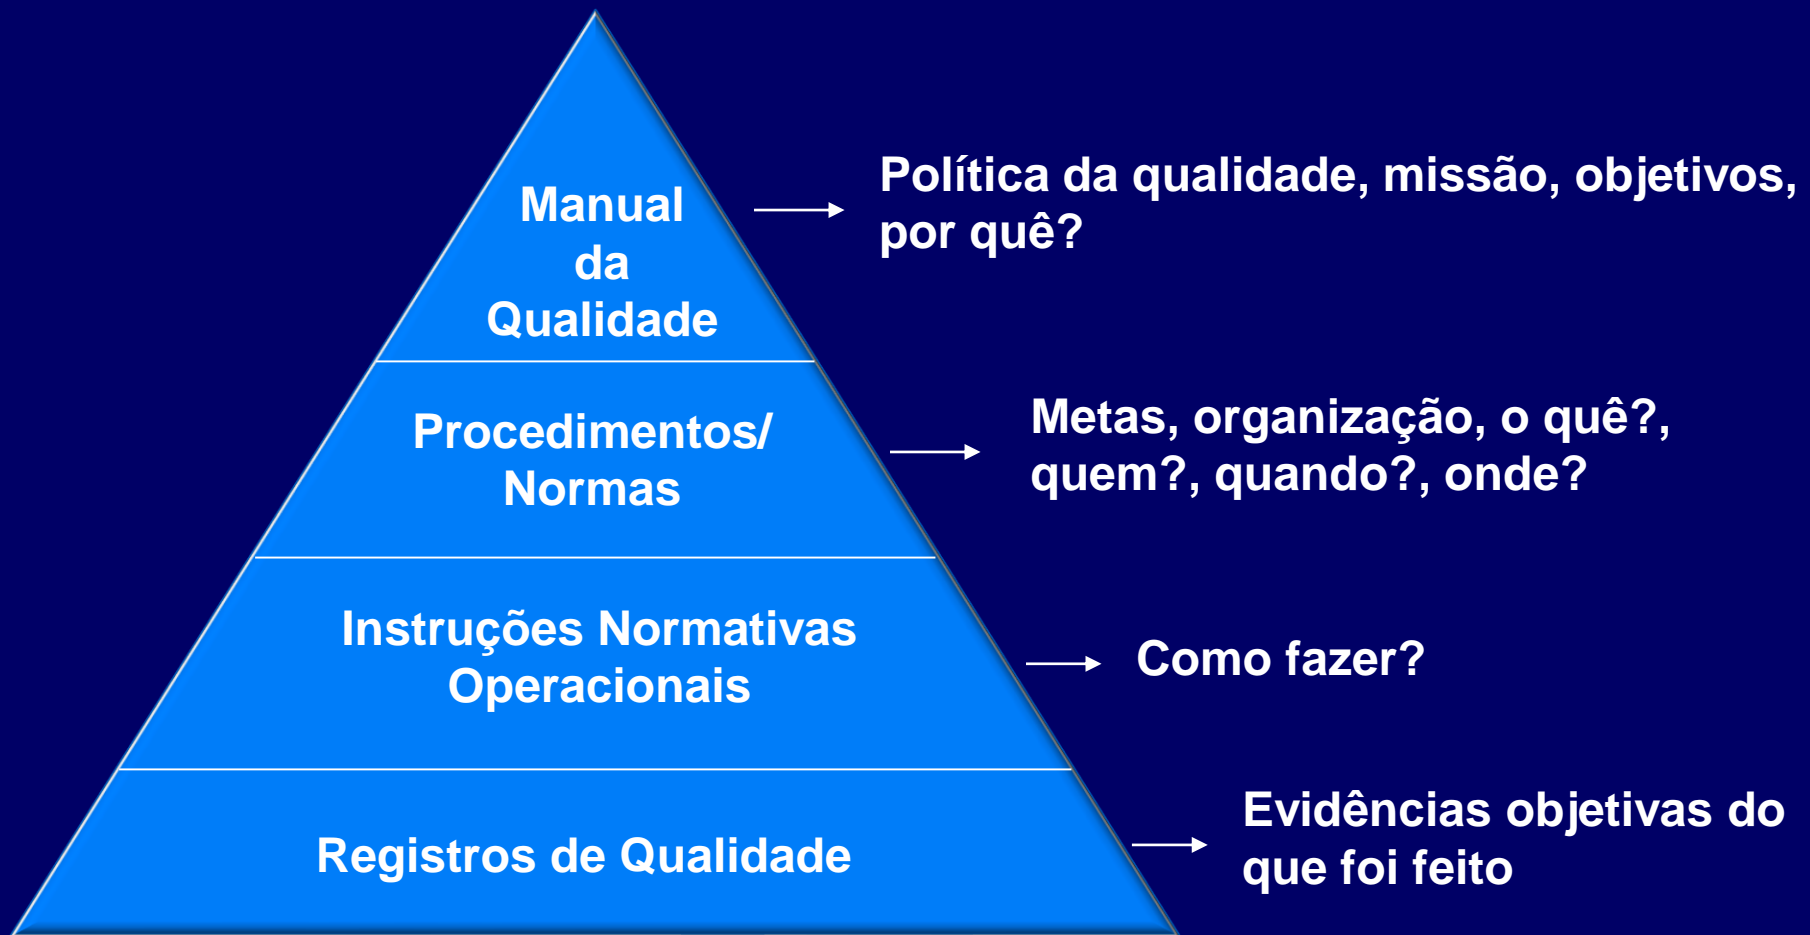 Manual
da
Qualidade
Política da qualidade, missão, objetivos,
por quê?
Procedimentos/
Normas
Metas, organização, o quê?,
quem?, quando?, onde?
Instruções Normativas
Operacionais
Como fazer?
Registros de Qualidade
Evidências objetivas do
que foi feito